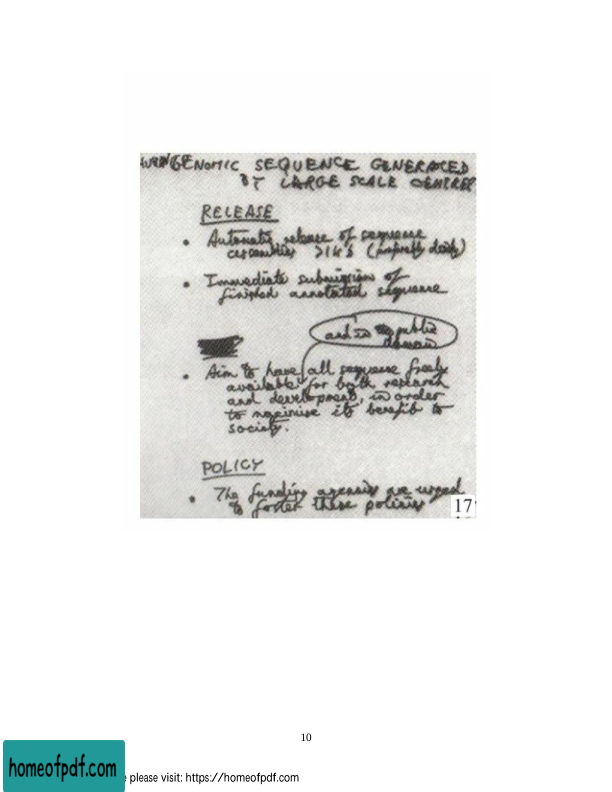 GENOMIC SEQUENCE GENERATED
BY LARGE SCALE CENTRES
RELEASE
• Automatic release of sequence
assemblies >1kb (preferably daily)
• Immediate submission of
finished annotated sequence
and in public
domain
• Aim to have all sequence freely
available for both research
and development, in order
to maximise its benefit to
society.
POLICY
• The funding agencies are urged
to foster these policies
17
10
homeofpdf.com
please visit: https://homeofpdf.com